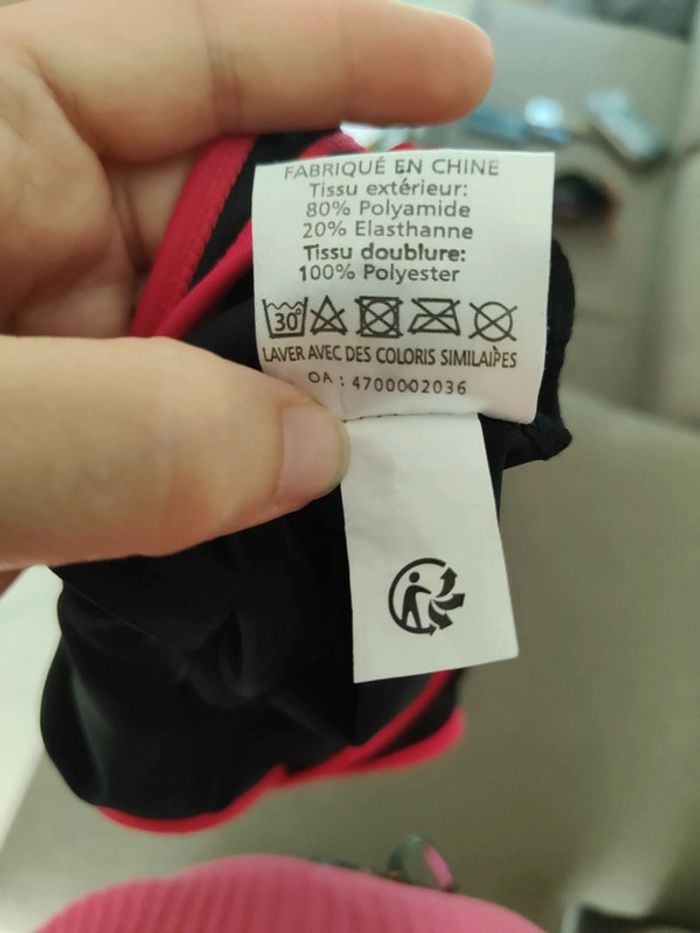 FABRIQUÉ EN CHINE
Tissu extérieur:
80% Polyamide
20% Elasthanne
Tissu doublure:
100% Polyester
30°
LAVER AVEC DES COLORIS SIMILAIRES
OA : 4700002036